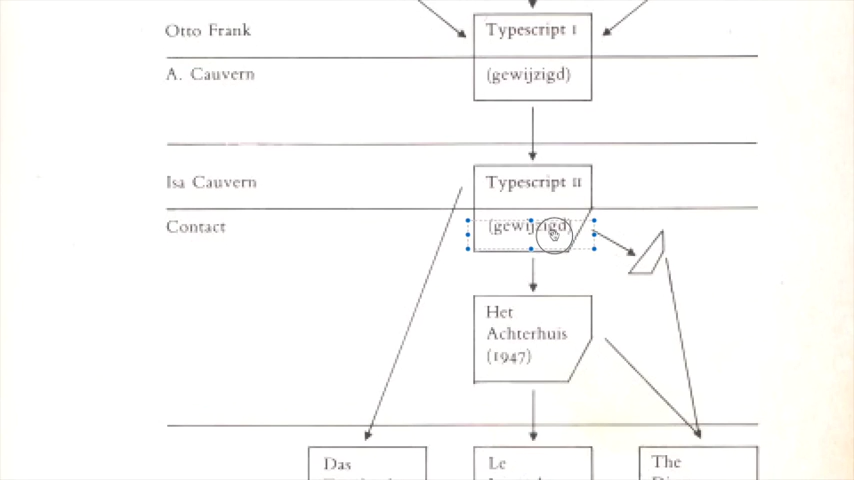 Otto Frank
Typescript I
A. Cauvern
(gewijzigd)
Isa Cauvern
Typescript II
Contact
(gewijzigd)
Het
Achterhuis
(1947)
Das
Le
The